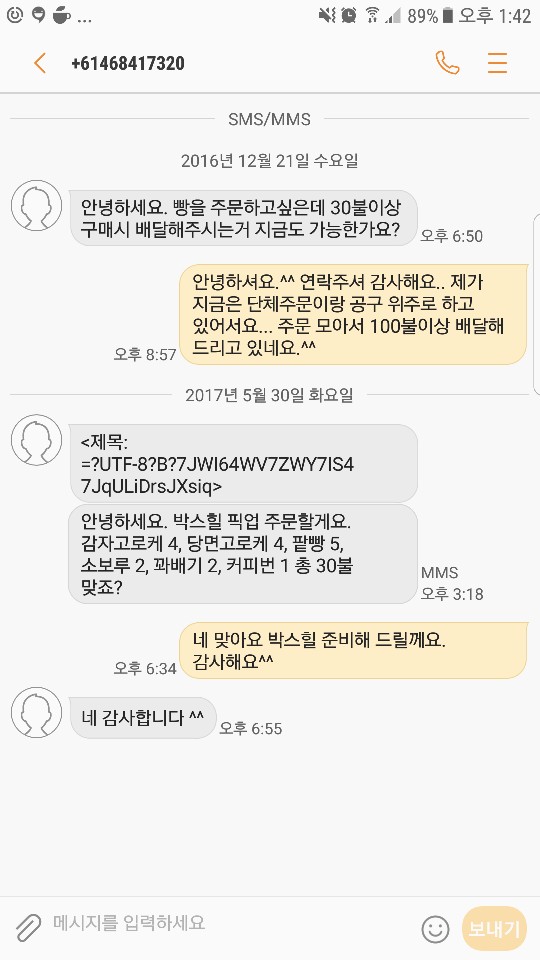 ... 89% 오후 1:42
+61468417320
SMS/MMS
2016년 12월 21일 수요일
안녕하세요. 빵을 주문하고싶은데 30불이상
구매시 배달해주시는거 지금도 가능한가요?
오후 6:50
안녕하셔요.^^ 연락주셔 감사해요.. 제가
지금은 단체주문이랑 공구 위주로 하고
있어서요... 주문 모아서 100불이상 배달해
드리고 있네요.^^
오후 8:57
2017년 5월 30일 화요일
<제목:
=?UTF-8?B?7JWI64WV7ZWY7IS4
7JqULiDrsJXsiq>
안녕하세요. 박스힐 픽업 주문할게요.
감자고로케 4, 당면고로케 4, 팥빵 5,
소보루 2, 꽈배기 2, 커피번 1 총 30불
맞죠?
MMS
오후 3:18
네 맞아요 박스힐 준비해 드릴께요.
감사해요^^
오후 6:34
네 감사합니다 ^^
오후 6:55
메시지를 입력하세요
보내기